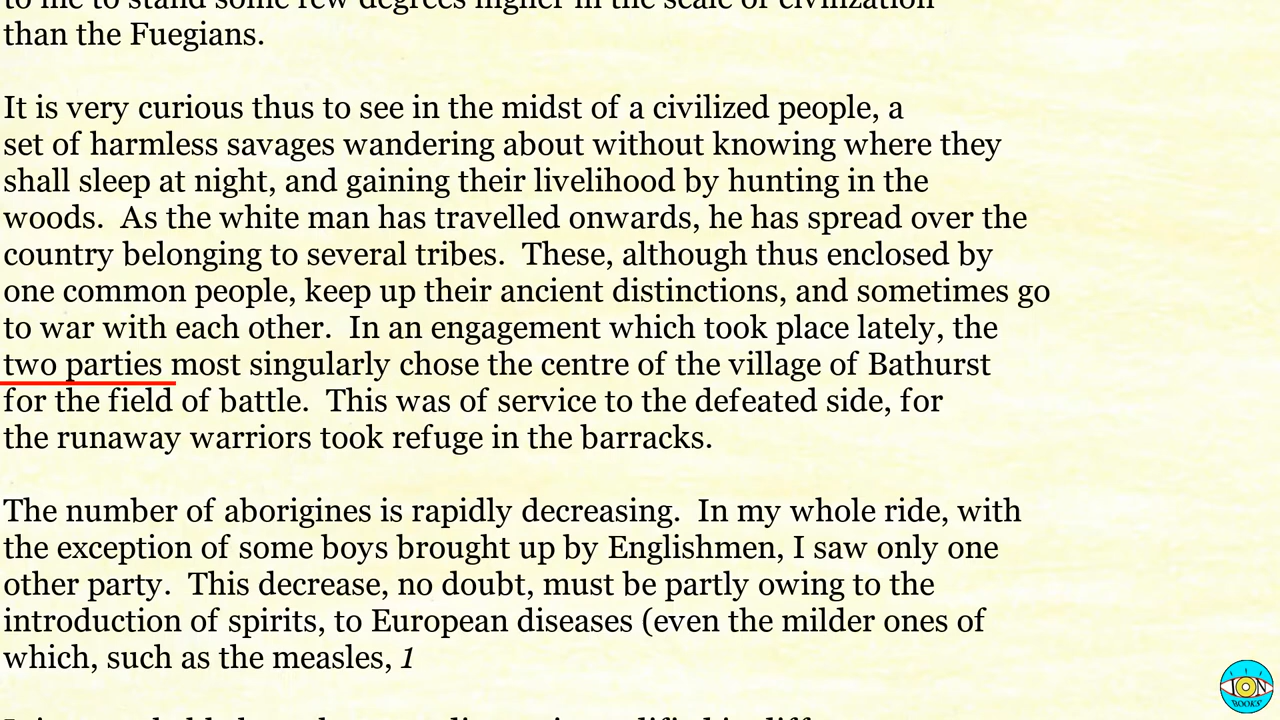 than the Fuegians.
It is very curious thus to see in the midst of a civilized people, a
set of harmless savages wandering about without knowing where they
shall sleep at night, and gaining their livelihood by hunting in the
woods.  As the white man has travelled onwards, he has spread over the
country belonging to several tribes.  These, although thus enclosed by
one common people, keep up their ancient distinctions, and sometimes go
to war with each other.  In an engagement which took place lately, the
two parties most singularly chose the centre of the village of Bathurst
for the field of battle.  This was of service to the defeated side, for
the runaway warriors took refuge in the barracks.
The number of aborigines is rapidly decreasing.  In my whole ride, with
the exception of some boys brought up by Englishmen, I saw only one
other party.  This decrease, no doubt, must be partly owing to the
introduction of spirits, to European diseases (even the milder ones of
which, such as the measles, 1
ION
BOOKS